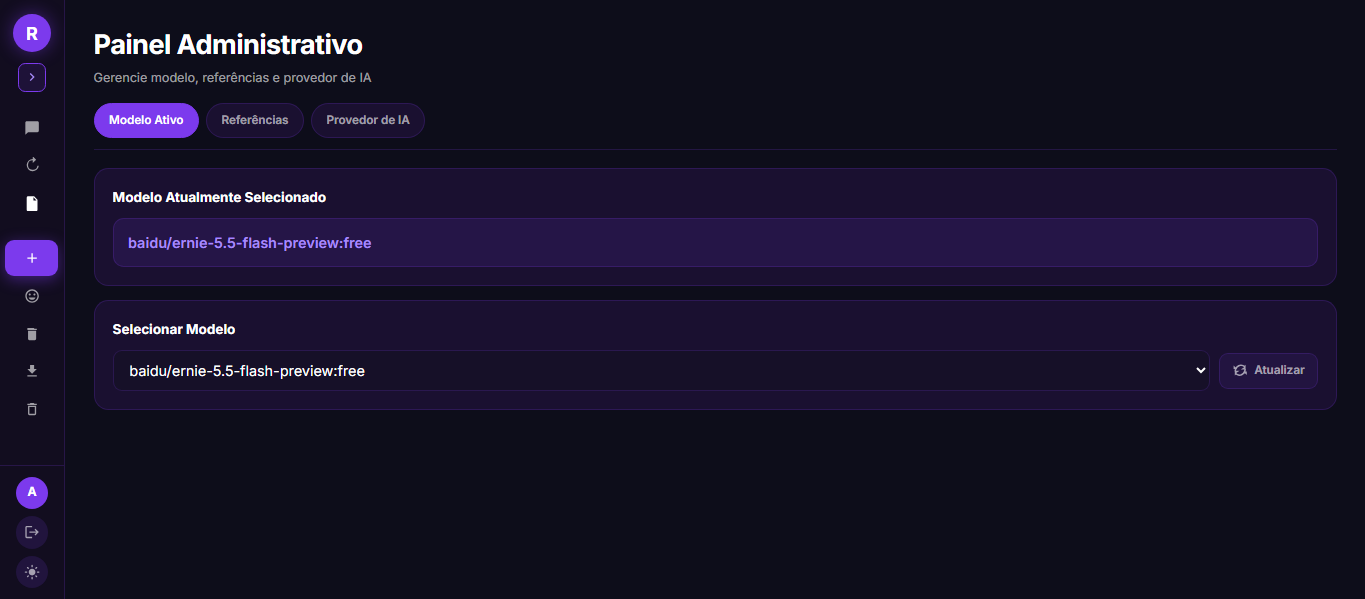 R
Painel Administrativo
Gerencie modelo, referências e provedor de IA
Modelo Ativo
Referências
Provedor de IA
Modelo Atualmente Selecionado
baidu/ernie-5.5-flash-preview:free
Selecionar Modelo
baidu/ernie-5.5-flash-preview:free
Atualizar
A